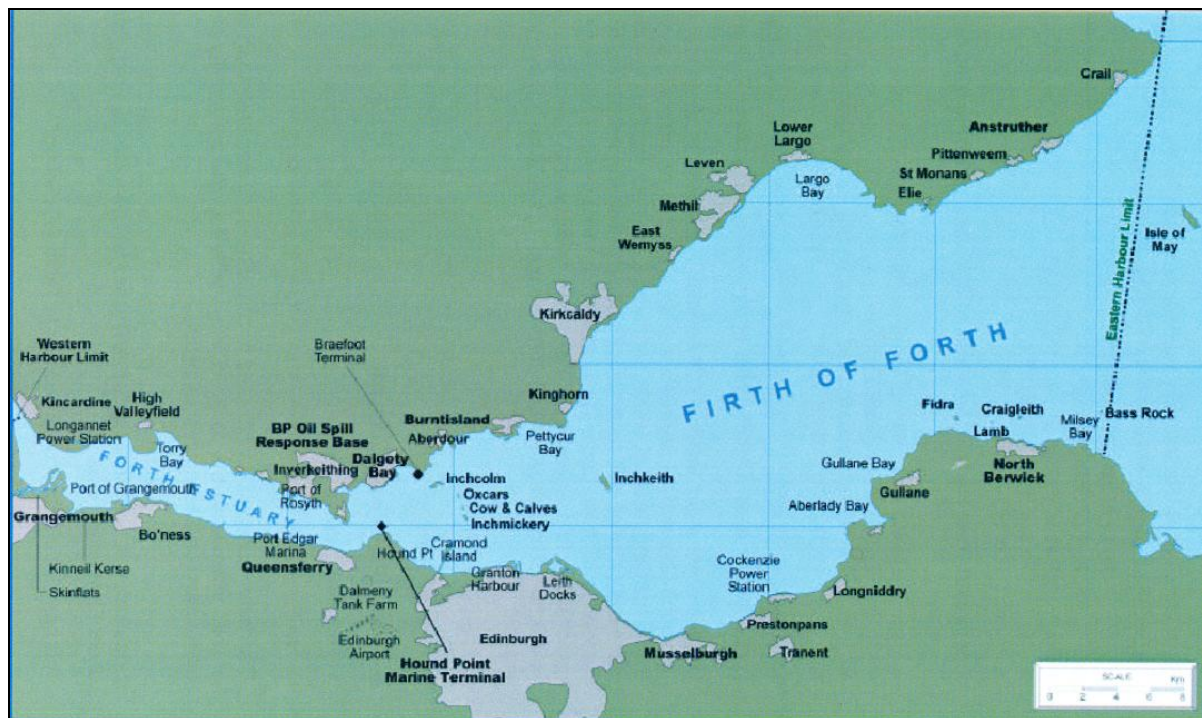 Crail
Anstruther
Pittenweem
St Monans
Elie
Lower
Largo
Largo
Bay
Leven
Methil
East
Wemyss
Isle of
May
Eastern Harbour Limit
Kirkcaldy
FIRTH OF FORTH
Braefoot
Terminal
Western
Harbour Limit
Kincardine
High
Valleyfield
Longannet
Power Station
Torry
Bay
FORTH ESTUARY
BP Oil Spill
Response Base
Burntisland
Aberdour
Kinghorn
Pettycur
Bay
Dalgety
Bay
Inverkeithing
Port of
Rosyth
Port of Grangemouth
Grangemouth
Bo'ness
Kinneil Kerse
Skinflats
Port Edgar
Marina
Queensferry
Hound Pt
Cramond
Island
Inchcolm
Oxcars
Cow & Calves
Inchmickery
Inchkeith
Granton
Harbour
Leith
Docks
Dalmeny
Tank Farm
Edinburgh
Airport
Edinburgh
Hound Point
Marine Terminal
Musselburgh
Cockenzie
Power
Station
Prestonpans
Tranent
Longniddry
Aberlady Bay
Gullane Bay
Gullane
Fidra
Craigleith
Lamb
North
Berwick
Milsey
Bay
Bass Rock
SCALE Km
0 2 4 6 8